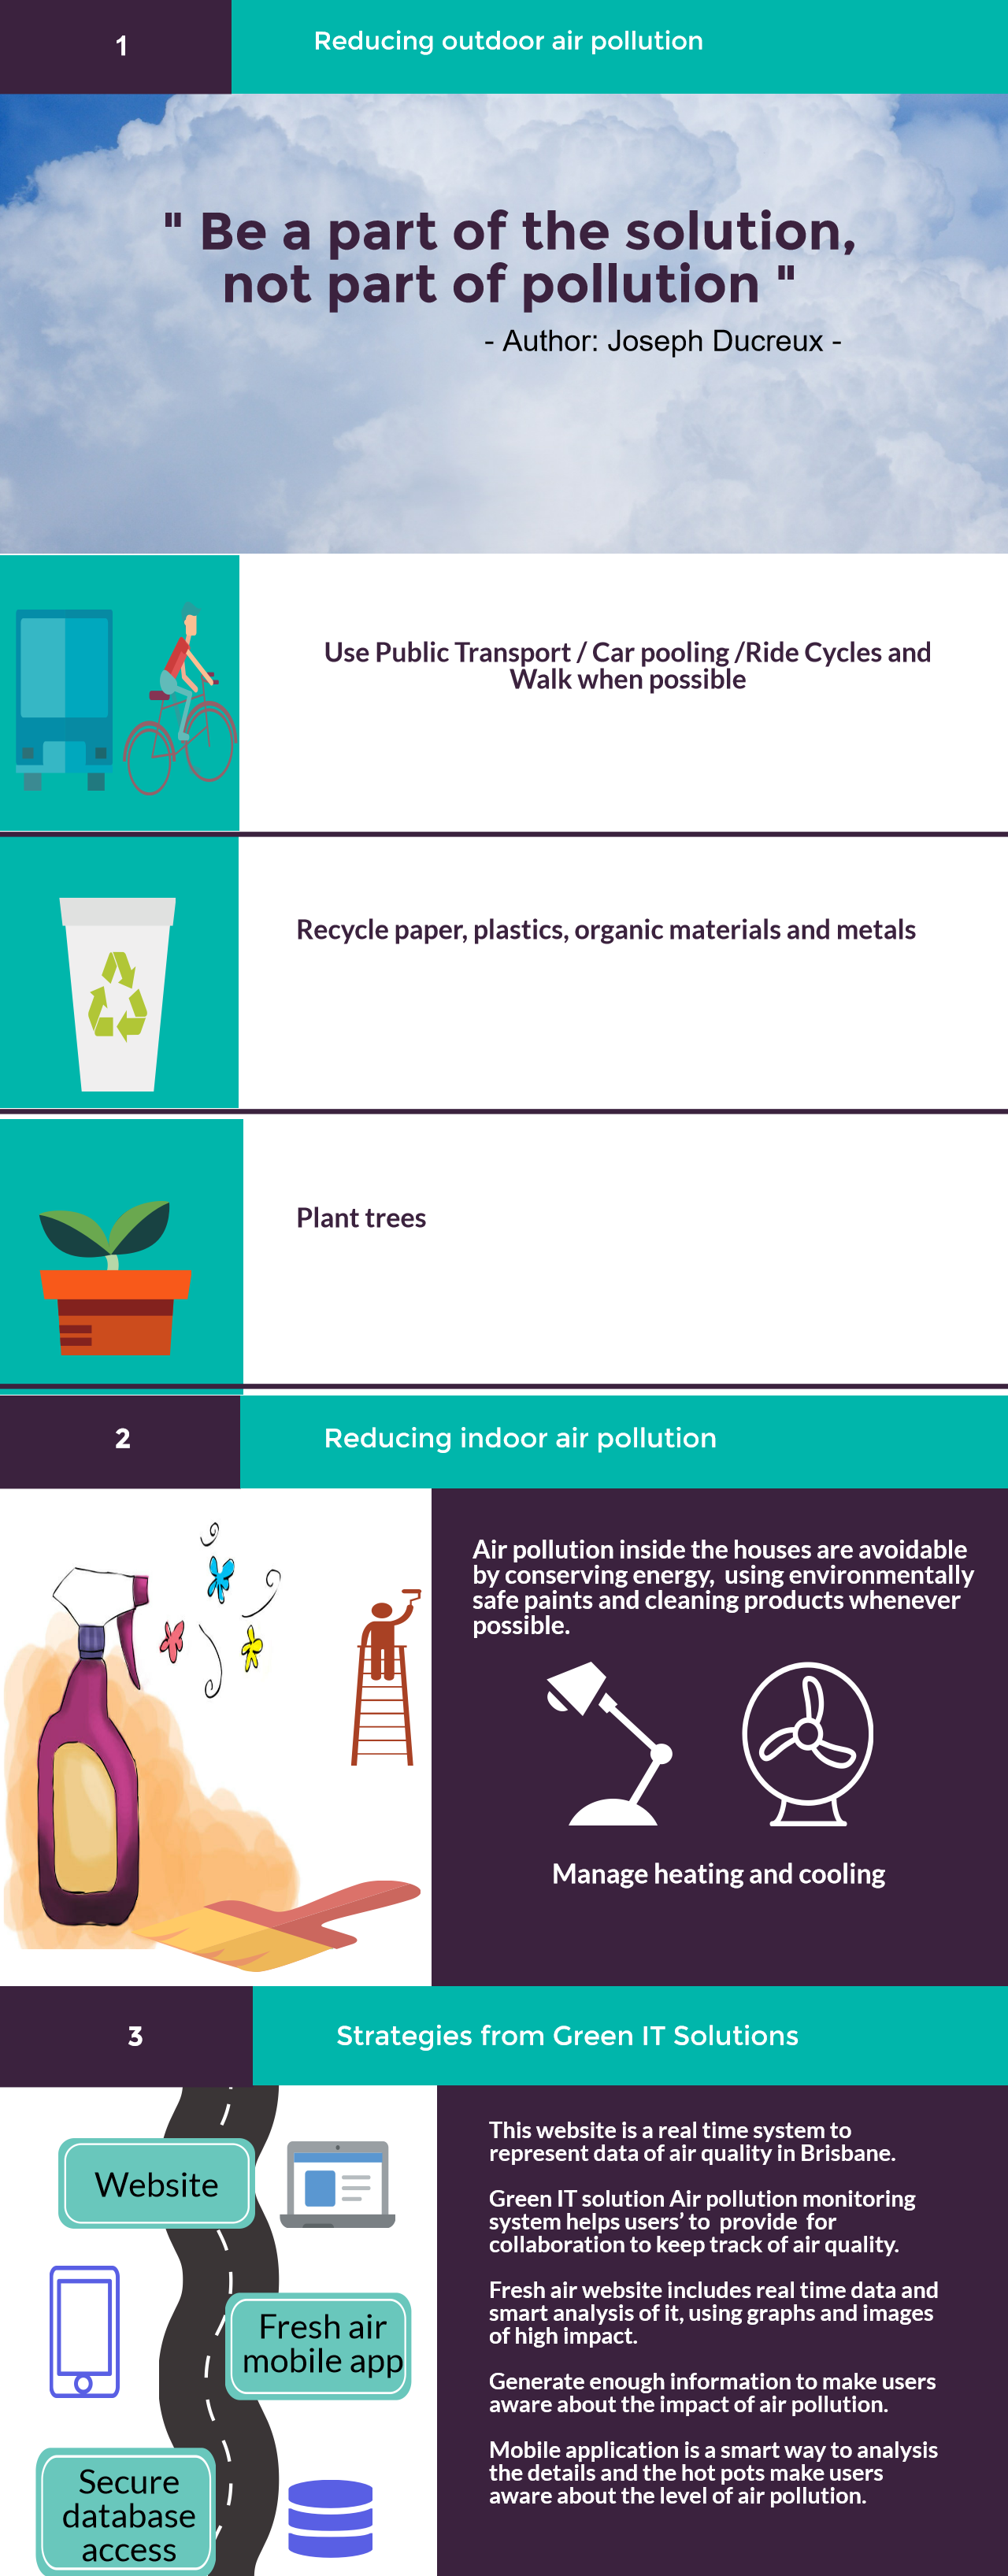 1
Reducing outdoor air pollution
" Be a part of the solution,
not part of pollution "
- Author: Joseph Ducreux -
Use Public Transport / Car pooling /Ride Cycles and
Walk when possible
Recycle paper, plastics, organic materials and metals
Plant trees
2
Reducing indoor air pollution
Air pollution inside the houses are avoidable
by conserving energy,  using environmentally
safe paints and cleaning products whenever
possible.
Manage heating and cooling
3
Strategies from Green IT Solutions
Website
Fresh air
mobile app
Secure
database
access
This website is a real time system to
represent data of air quality in Brisbane.
Green IT solution Air pollution monitoring
system helps users’ to  provide  for
collaboration to keep track of air quality.
Fresh air website includes real time data and
smart analysis of it, using graphs and images
of high impact.
Generate enough information to make users
aware about the impact of air pollution.
Mobile application is a smart way to analysis
the details and the hot pots make users
aware about the level of air pollution.